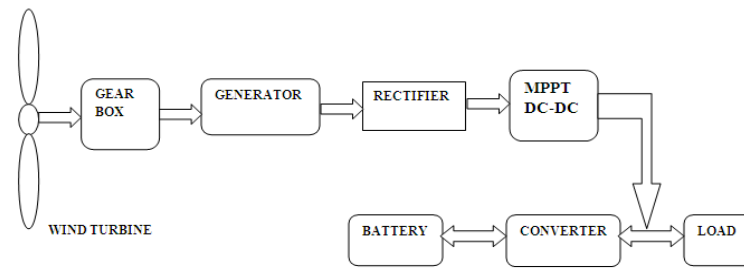 GEAR
BOX
GENERATOR
RECTIFIER
MPPT
DC-DC
WIND TURBINE
BATTERY
CONVERTER
LOAD